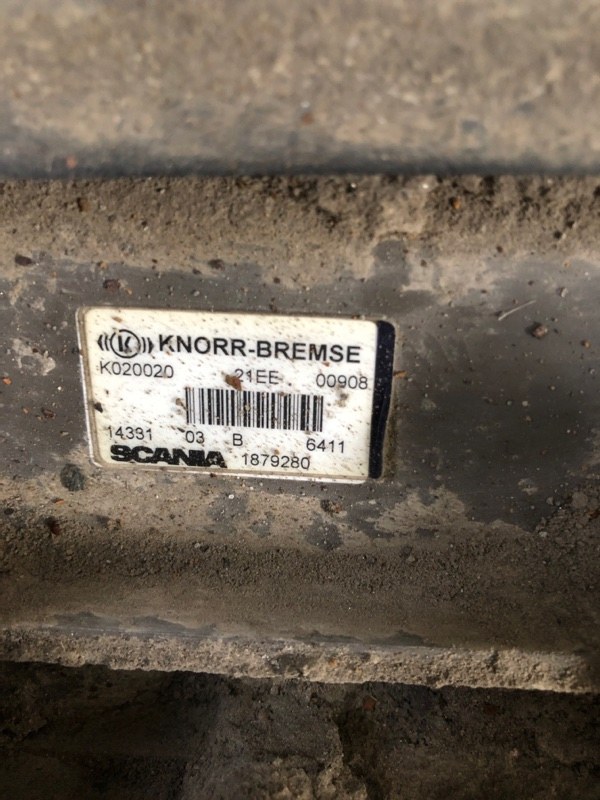 KNORR-BREMSE
K020020 21EE 00908
14331 03 B 6411
SCANIA 1879280